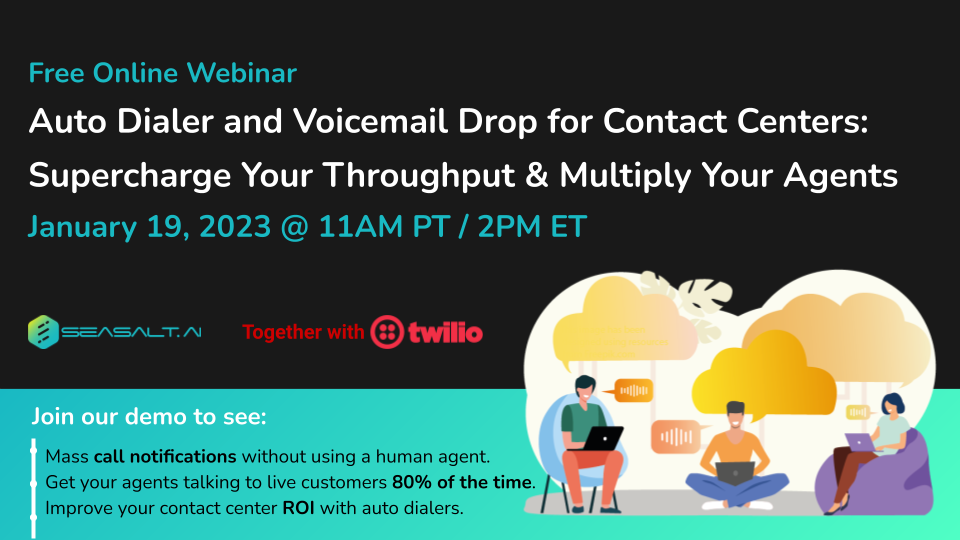 Free Online Webinar
Auto Dialer and Voicemail Drop for Contact Centers:
Supercharge Your Throughput & Multiply Your Agents
January 19, 2023 @ 11AM PT / 2PM ET
SEASALT.AI
Together with twilio
Join our demo to see:
Mass call notifications without using a human agent.
Get your agents talking to live customers 80% of the time.
Improve your contact center ROI with auto dialers.